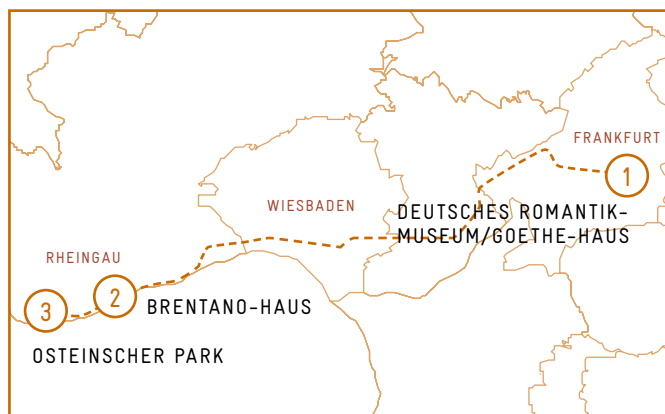 FRANKFURT
1
WIESBADEN
DEUTSCHES ROMANTIK-
MUSEUM/GOETHE-HAUS
RHEINGAU
2
BRENTANO-HAUS
3
OSTEINSCHER PARK